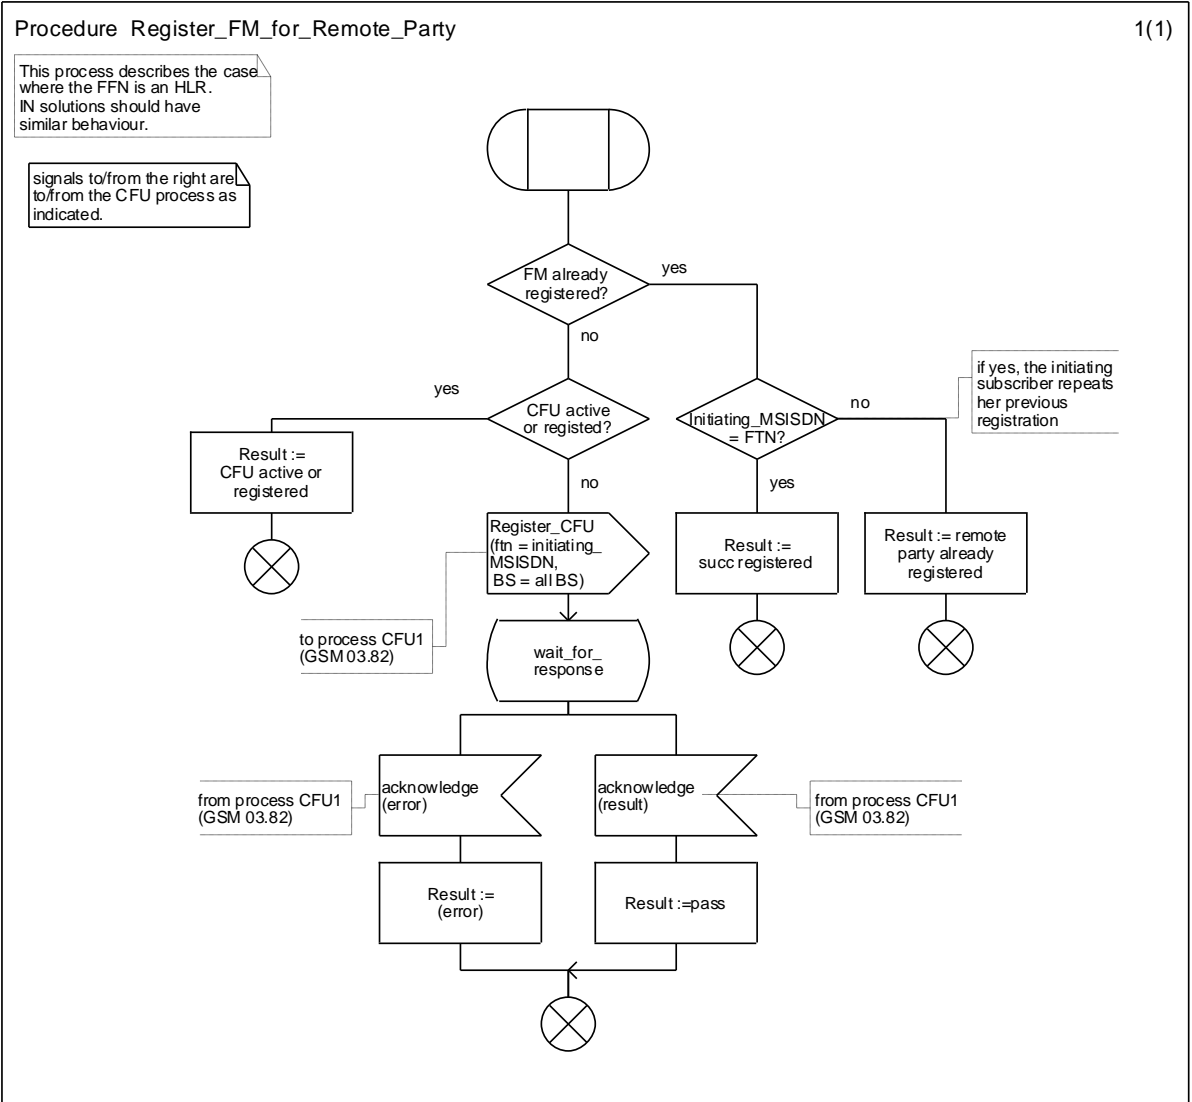 Procedure Register_FM_for_Remote_Party
1(1)
This process describes the case
where the FFN is an HLR.
IN solutions should have
similar behaviour.
signals to/from the right are
to/from the CFU process as
indicated.
FM already
registered?
yes
no
if yes, the initiating
subscriber repeats
her previous
registration
yes
CFU active
or registed?
Initiating_MSISDN
= FTN?
no
Result :=
CFU active or
registered
no
yes
Register_CFU
(ftn = initiating_
MSISDN,
BS = all BS)
Result :=
succ registered
Result := remote
party already
registered
to process CFU1
(GSM 03.82)
wait_for_
response
from process CFU1
(GSM 03.82)
acknowledge
(error)
acknowledge
(result)
from process CFU1
(GSM 03.82)
Result :=
(error)
Result :=pass